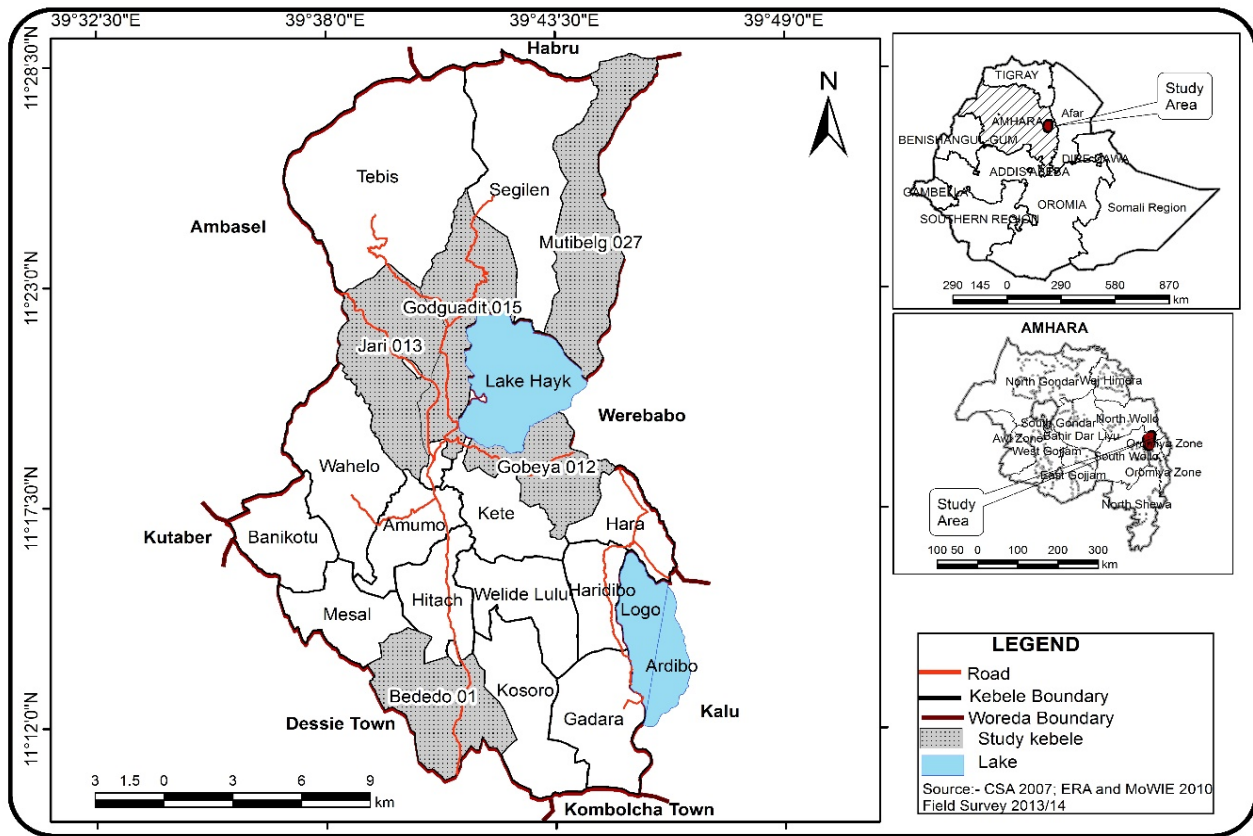 39°32'30"E
39°38'0"E
39°43'30"E
39°49'0"E
11°28'30"N
11°23'0"N
11°17'30"N
11°12'0"N
Habru
N
Tebis
Segilen
Ambasel
Mutibelg 027
Godguadit 015
Jari 013
Lake Hayk
Werebabo
Wahelo
Gobeya 012
Kutaber
Banikotu
Amumo
Kete
Hara
Mesal
Hitach
Welide Lulu
Haridibo
Logo
Ardibo
Bededo 01
Kosoro
Gadara
Kalu
Dessie Town
Kombolcha Town
3 1.5 0 3 6 9
km
TIGRAY
Afar
Study
Area
AMHARA
BENISHANGUL-GUM
DIRE DAWA
ADDIS ABEBA
GAMBELLA
OROMIA
Somali Region
SOUTHERN REGION
290 145 0 290 580 870
km
AMHARA
North Gondar
Waj Himera
North Wollo
South Gondar
Awi Zone
Bahir Dar Liyu
Oromiya Zone
West Gojjam
South Wollo
East Gojjam
Oromiya Zone
North Shewa
Study
Area
100 50 0 100 200 300
km
LEGEND
Road
Kebele Boundary
Woreda Boundary
Study kebele
Lake
Source:- CSA 2007; ERA and MoWIE 2010
Field Survey 2013/14